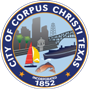 CITY OF CORPUS CHRISTI, TEXAS
INCORPORATED
1852